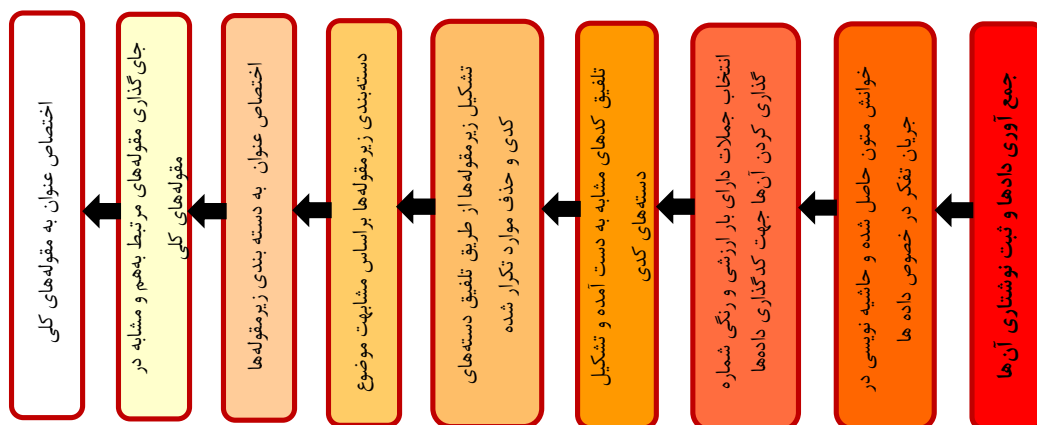 جمع آوری دادها و ثبت نوشتاری آن‌ها
خوانش متون حاصل شده و حاشیه نویسی در
جریان تفکر در خصوص داده ها
انتخاب جملات دارای بار ارزشی و رنگی شماره
گذاری کردن آن‌ها جهت کدگذاری داده‌ها
تلفیق کدهای مشابه به دست آمده و تشکیل
دسته‌های کدی
تشکیل زیرمقوله‌ها از طریق تلفیق دسته‌های
کدی و حذف موارد تکرار شده
دسته‌بندی زیرمقوله‌ها براساس مشابهت موضوع
اختصاص عنوان به دسته بندی زیرمقوله‌ها
جای‌گذاری مقوله‌های مرتبط به‌هم و مشابه در
مقوله‌های کلی
اختصاص عنوان به مقوله‌های کلی